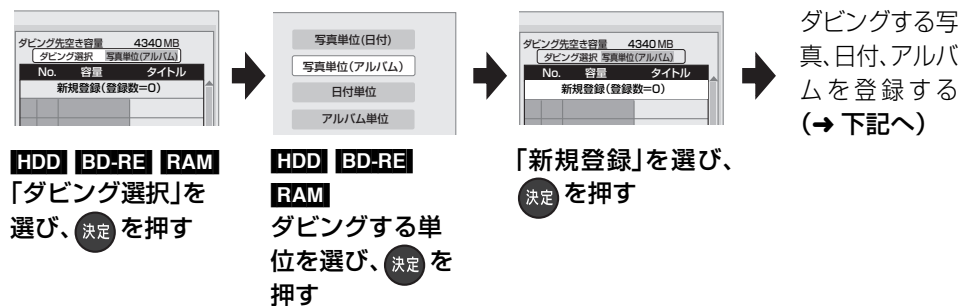 ダビング先空き容量 4340 MB
ダビング選択 写真単位(アルバム)
No. 容量 タイトル
新規登録(登録数=0)
HDD BD-RE RAM
「ダビング選択」を
選び、決定 を押す
写真単位(日付)
写真単位(アルバム)
日付単位
アルバム単位
HDD BD-RE
RAM
ダビングする単
位を選び、決定 を
押す
ダビング先空き容量 4340 MB
ダビング選択 写真単位(アルバム)
No. 容量 タイトル
新規登録(登録数=0)
「新規登録」を選び、
決定 を押す
ダビングする写
真、日付、アルバ
ムを登録する
(➜ 下記へ)